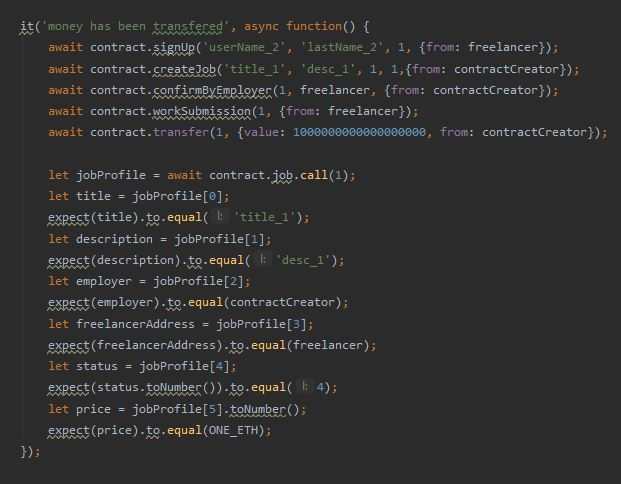 it('money has been transfered', async function() {
    await contract.signUp('userName_2', 'lastName_2', 1, {from: freelancer});
    await contract.createJob('title_1', 'desc_1', 1, 1,{from: contractCreator});
    await contract.confirmByEmployer(1, freelancer, {from: contractCreator});
    await contract.workSubmission(1, {from: freelancer});
    await contract.transfer(1, {value: 1000000000000000000, from: contractCreator});

    let jobProfile = await contract.job.call(1);
    let title = jobProfile[0];
    expect(title).to.equal( l: 'title_1');
    let description = jobProfile[1];
    expect(description).to.equal( l: 'desc_1');
    let employer = jobProfile[2];
    expect(employer).to.equal(contractCreator);
    let freelancerAddress = jobProfile[3];
    expect(freelancerAddress).to.equal(freelancer);
    let status = jobProfile[4];
    expect(status.toNumber()).to.equal( l: 4);
    let price = jobProfile[5].toNumber();
    expect(price).to.equal(ONE_ETH);
});